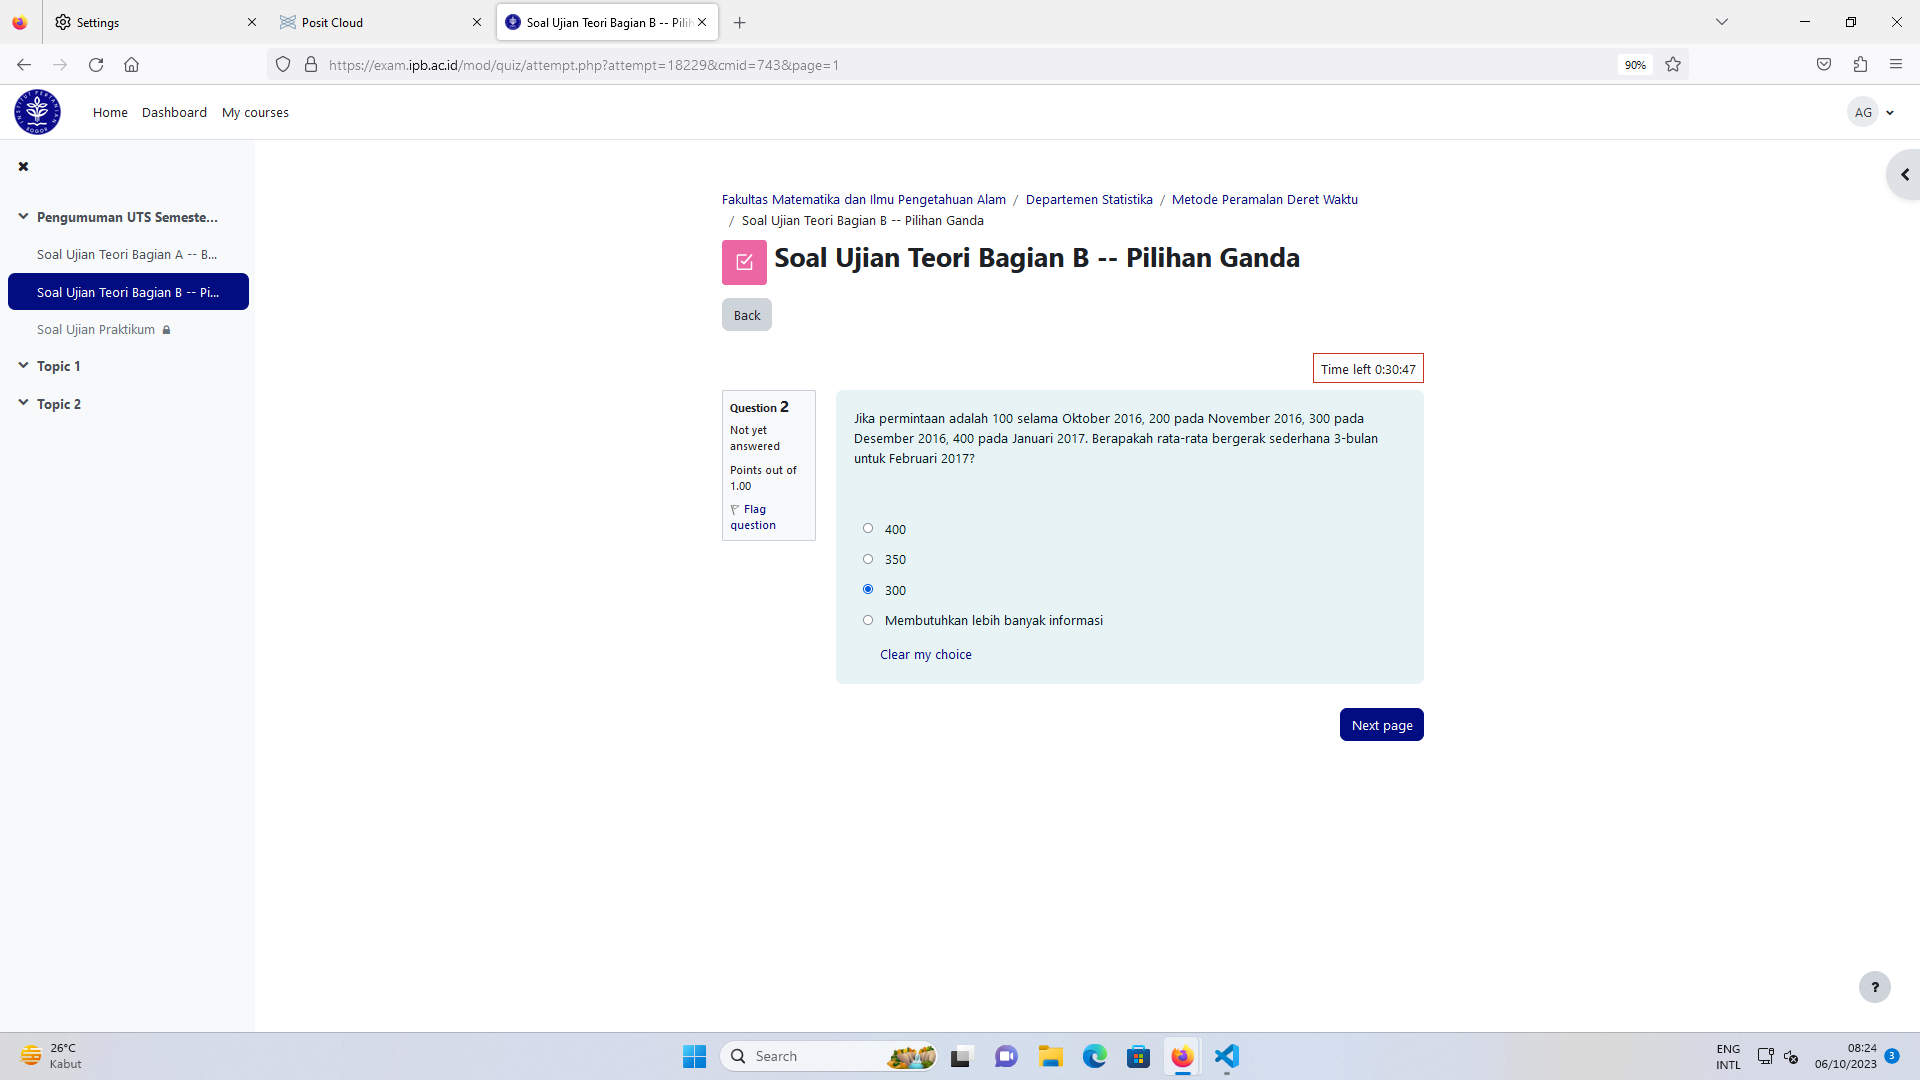 Settings
Posit Cloud
Soal Ujian Teori Bagian B -- Pilih
https://exam.ipb.ac.id/mod/quiz/attempt.php?attempt=18229&cmid=743&page=1
90%
Home
Dashboard
My courses
AG
Pengumuman UTS Semeste...
Soal Ujian Teori Bagian A -- B...
Soal Ujian Teori Bagian B -- Pi...
Soal Ujian Praktikum
Topic 1
Topic 2
Fakultas Matematika dan Ilmu Pengetahuan Alam / Departemen Statistika / Metode Peramalan Deret Waktu
/ Soal Ujian Teori Bagian B -- Pilihan Ganda
Soal Ujian Teori Bagian B -- Pilihan Ganda
Back
Time left 0:30:47
Question 2
Not yet
answered
Points out of
1.00
Flag
question
Jika permintaan adalah 100 selama Oktober 2016, 200 pada November 2016, 300 pada
Desember 2016, 400 pada Januari 2017. Berapakah rata-rata bergerak sederhana 3-bulan
untuk Februari 2017?
400
350
300
Membutuhkan lebih banyak informasi
Clear my choice
Next page
?
26°C
Kabut
Search
ENG
INTL
08:24
06/10/2023
3